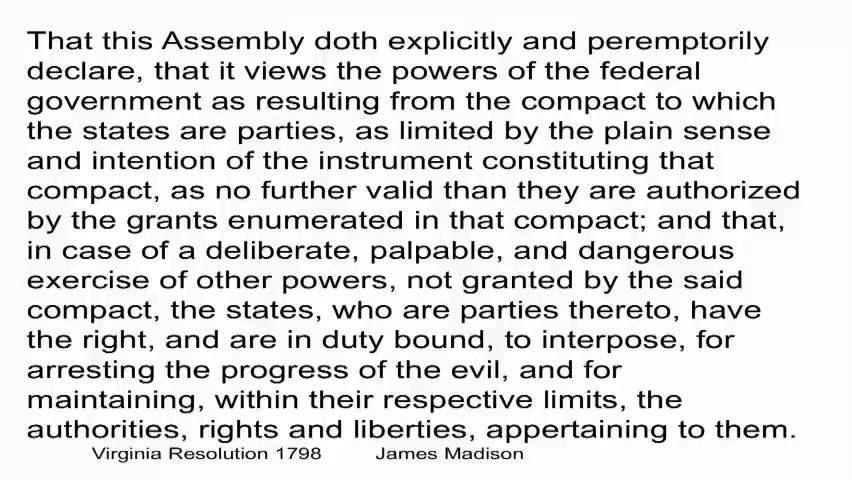 That this Assembly doth explicitly and peremptorily
declare, that it views the powers of the federal
government as resulting from the compact to which
the states are parties, as limited by the plain sense
and intention of the instrument constituting that
compact, as no further valid than they are authorized
by the grants enumerated in that compact; and that,
in case of a deliberate, palpable, and dangerous
exercise of other powers, not granted by the said
compact, the states, who are parties thereto, have
the right, and are in duty bound, to interpose, for
arresting the progress of the evil, and for
maintaining, within their respective limits, the
authorities, rights and liberties, appertaining to them.
Virginia Resolution 1798 James Madison